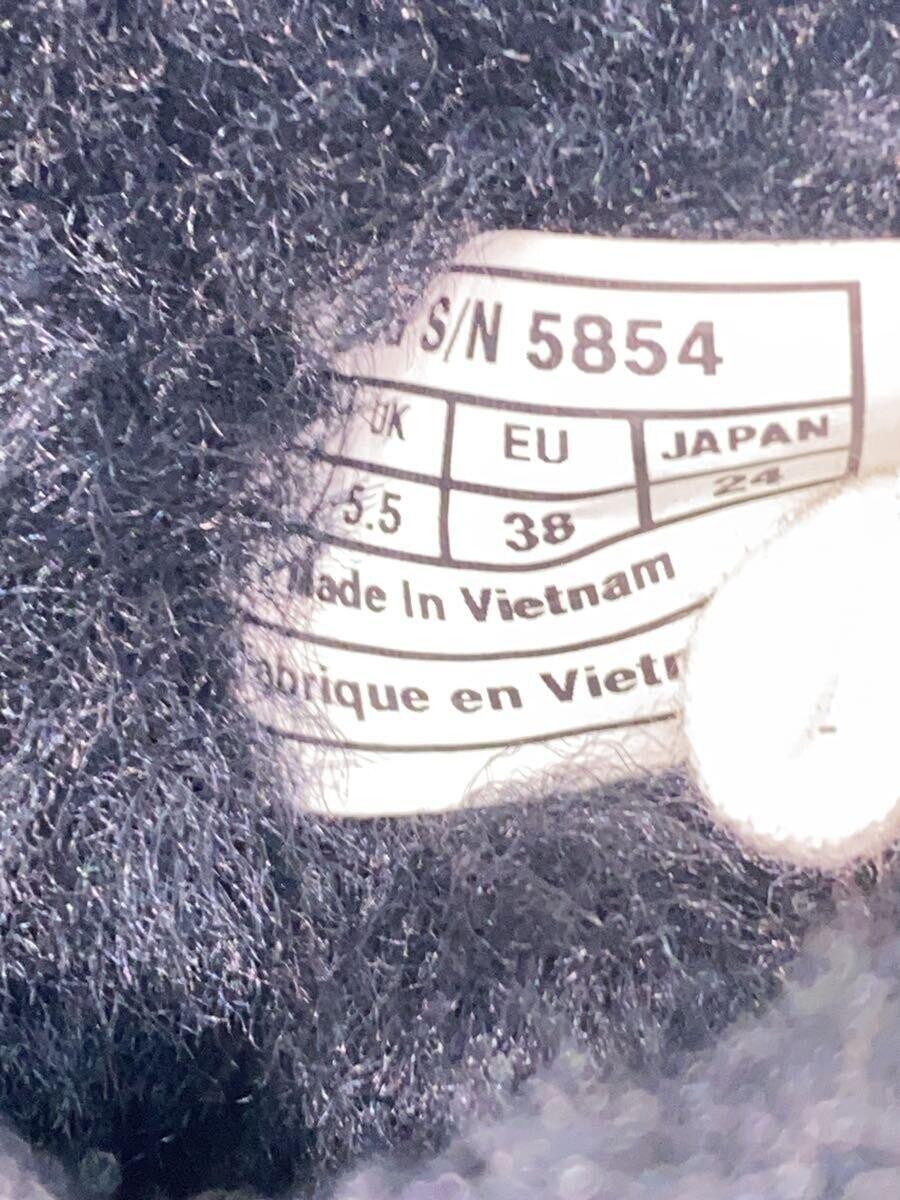 S/N 5854
UK EU JAPAN
5.5 38 24
Made In Vietnam
abrique en Viet